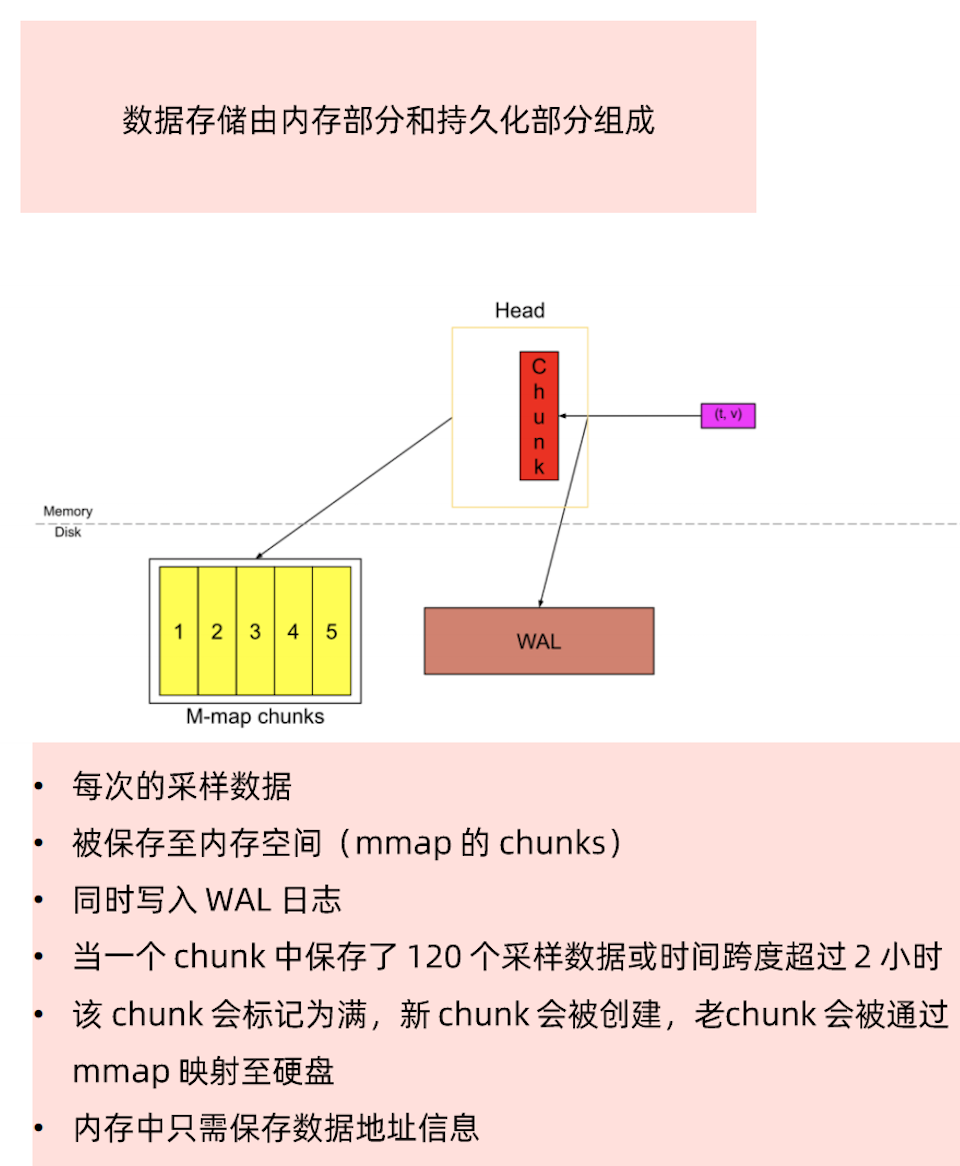 数据存储由内存部分和持久化部分组成
Head
Chunk
(t, v)
Memory
Disk
1 2 3 4 5
WAL
M-map chunks
• 每次的采样数据
• 被保存至内存空间（mmap 的 chunks）
• 同时写入 WAL 日志
• 当一个 chunk 中保存了 120 个采样数据或时间跨度超过 2 小时
• 该 chunk 会标记为满，新 chunk 会被创建，老chunk 会被通过
mmap 映射至硬盘
• 内存中只需保存数据地址信息